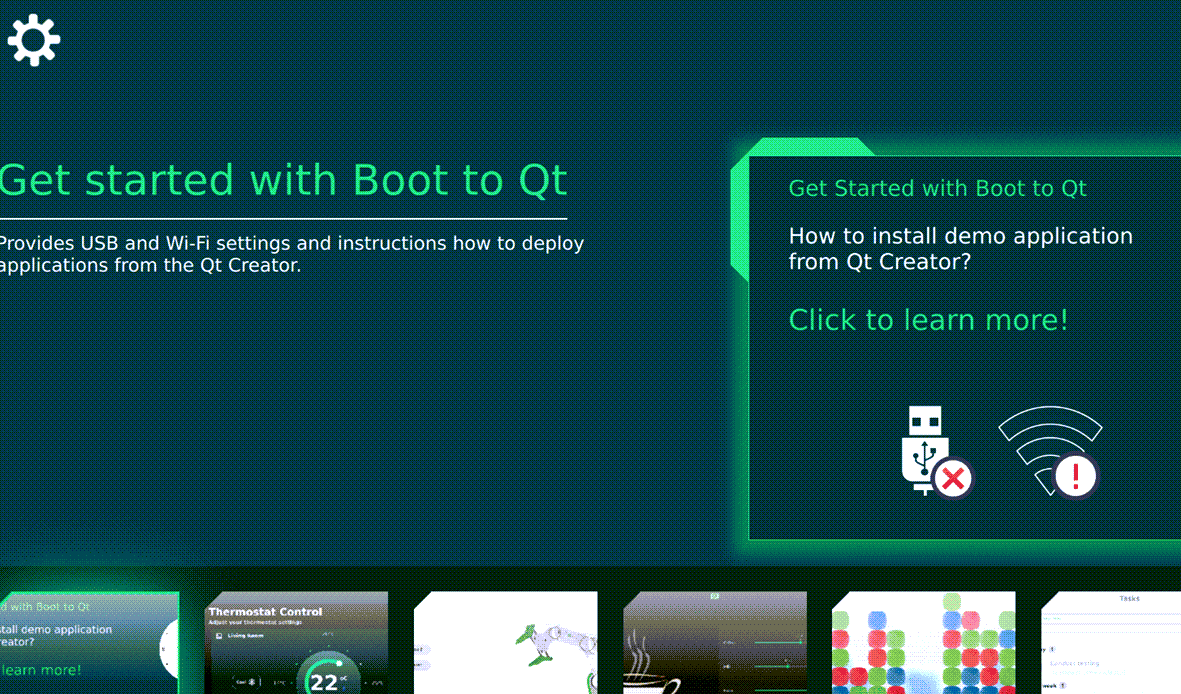 Get started with Boot to Qt
Provides USB and Wi-Fi settings and instructions how to deploy
applications from the Qt Creator.
Get Started with Boot to Qt
How to install demo application
from Qt Creator?
Click to learn more!
d with Boot to Qt
stall demo application
reator?
learn more!
Thermostat Control
Adjust your thermostat settings
Living Room
Cool
22°C
Tasks